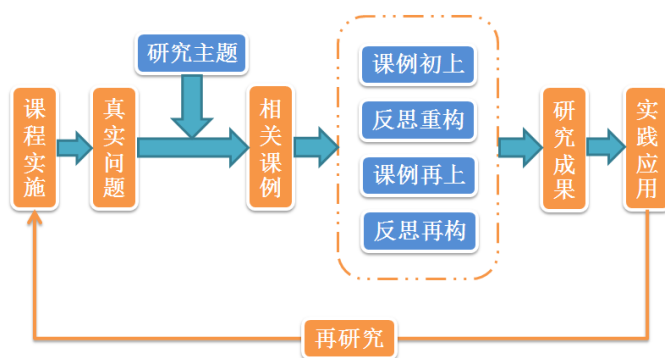 研究主题
课程实施
真实问题
相关课例
课例初上
反思重构
课例再上
反思再构
研究成果
实践应用
再研究